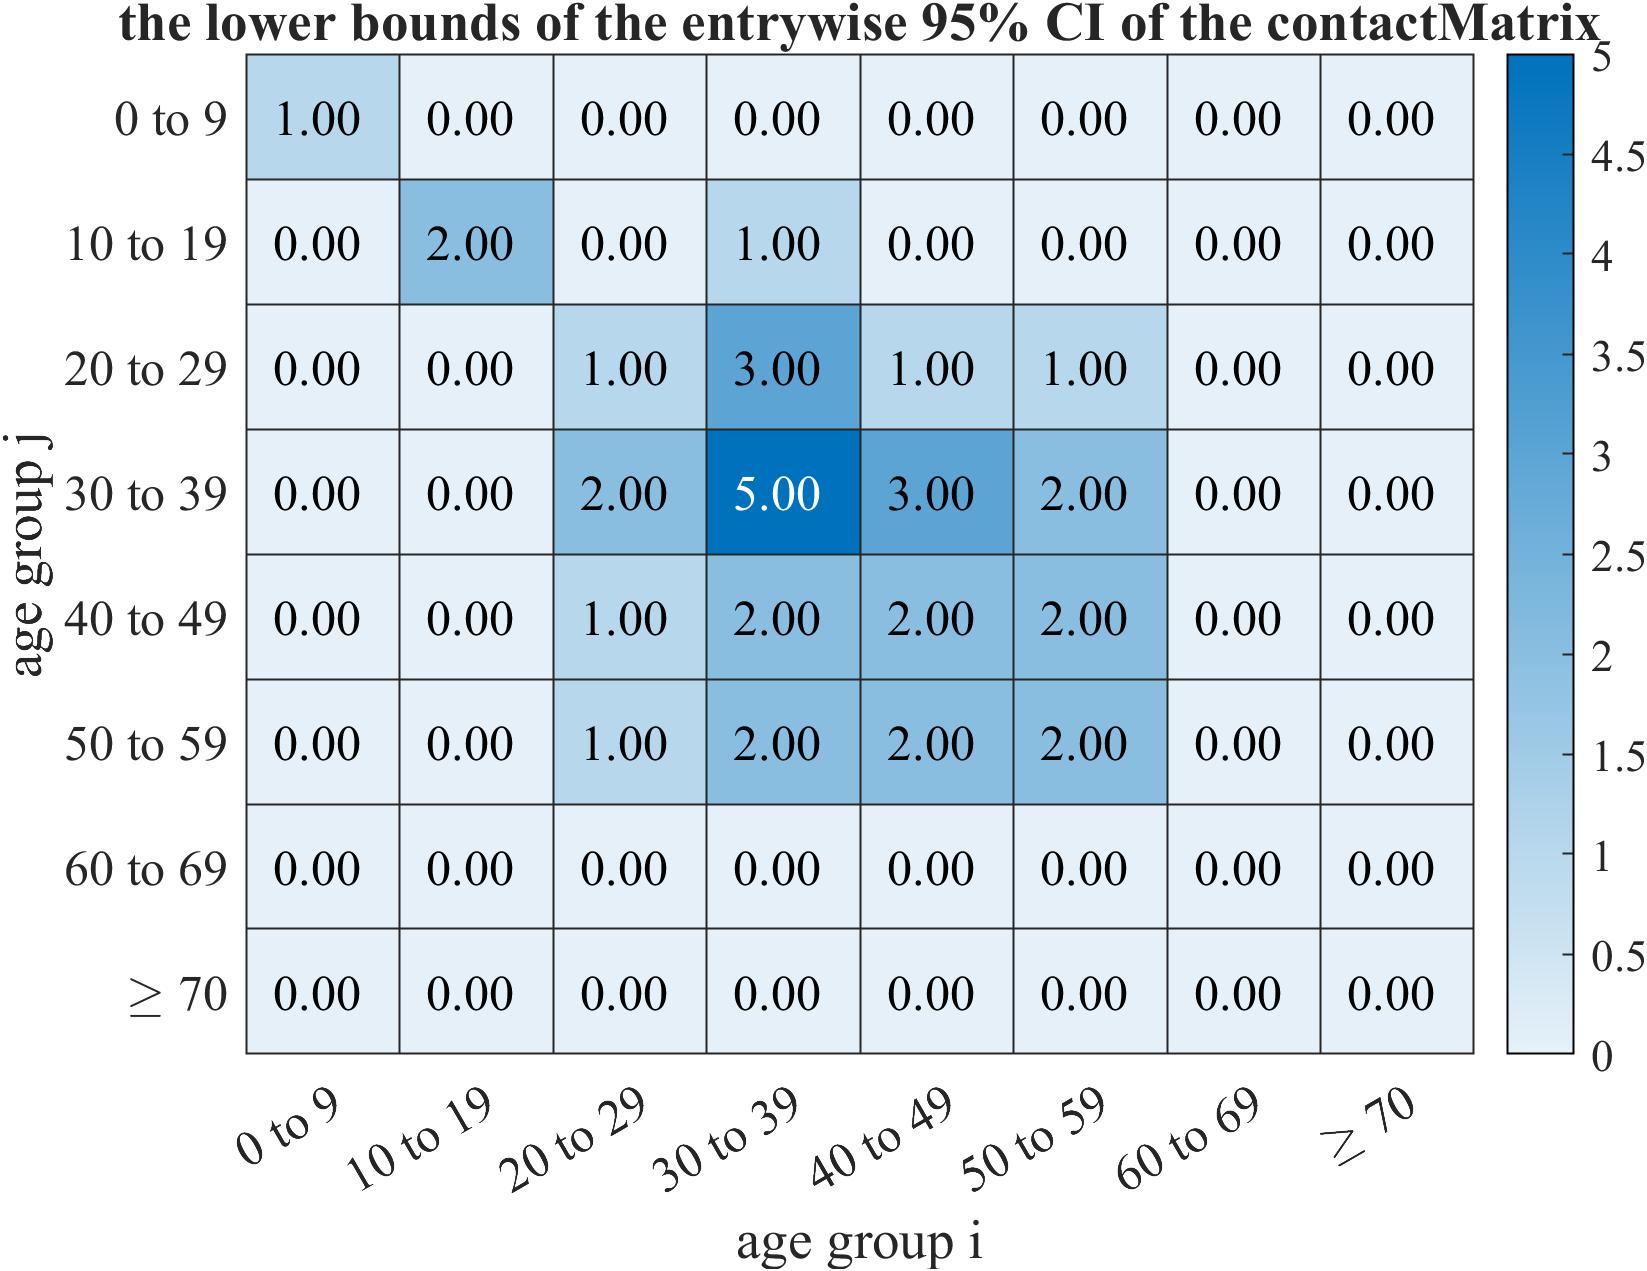 the lower bounds of the entrywise 95% CI of the contactMatrix
0 to 9 1.00 0.00 0.00 0.00 0.00 0.00 0.00 0.00
10 to 19 0.00 2.00 0.00 1.00 0.00 0.00 0.00 0.00
20 to 29 0.00 0.00 1.00 3.00 1.00 1.00 0.00 0.00
30 to 39 0.00 0.00 2.00 5.00 3.00 2.00 0.00 0.00
40 to 49 0.00 0.00 1.00 2.00 2.00 2.00 0.00 0.00
50 to 59 0.00 0.00 1.00 2.00 2.00 2.00 0.00 0.00
60 to 69 0.00 0.00 0.00 0.00 0.00 0.00 0.00 0.00
≥ 70 0.00 0.00 0.00 0.00 0.00 0.00 0.00 0.00
0 to 9 10 to 19 20 to 29 30 to 39 40 to 49 50 to 59 60 to 69 ≥ 70
age group i
age group j
5
4.5
4
3.5
3
2.5
2
1.5
1
0.5
0